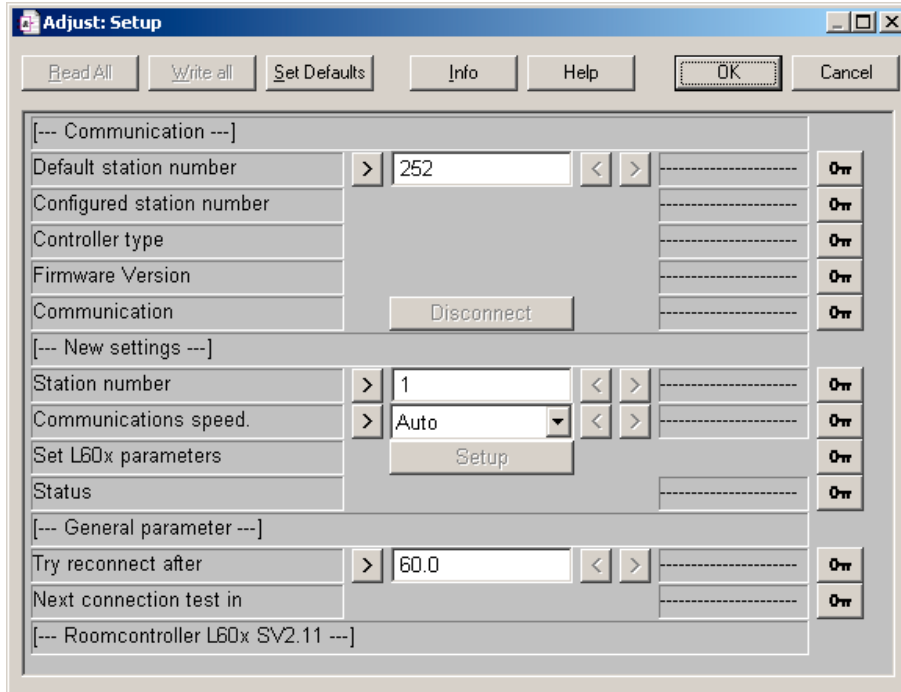 Adjust: Setup
Read All Write all Set Defaults Info Help OK Cancel
[--- Communication ---]
Default station number > 252 < > --------------------
Configured station number --------------------
Controller type --------------------
Firmware Version --------------------
Communication Disconnect --------------------
[--- New settings ---]
Station number > 1 < > --------------------
Communications speed. > Auto < > --------------------
Set L60x parameters Setup
Status --------------------
[--- General parameter ---]
Try reconnect after > 60.0 < > --------------------
Next connection test in --------------------
[--- Roomcontroller L60x SV2.11 ---]